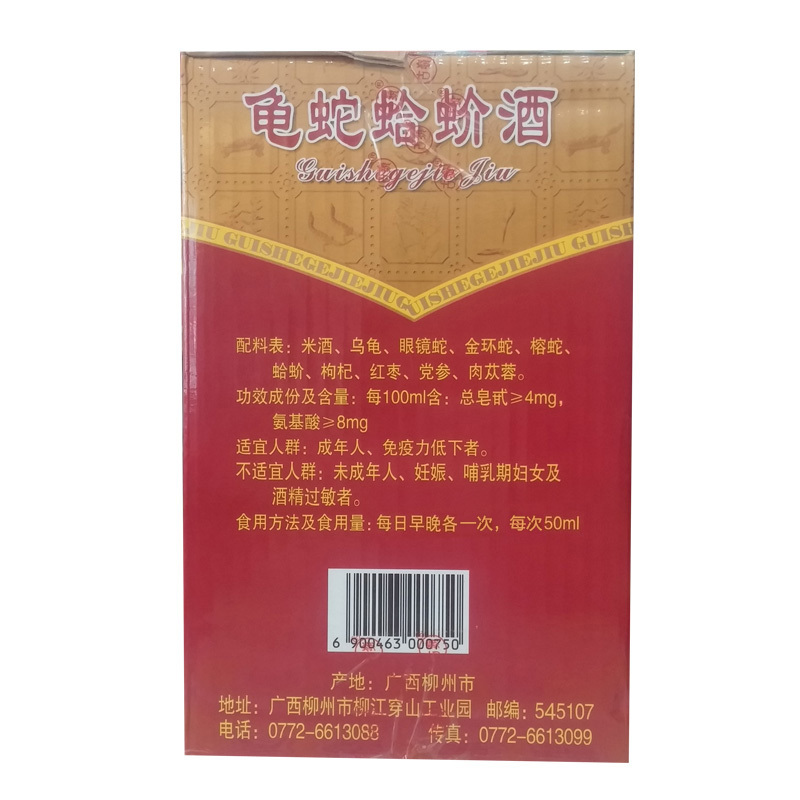 龟蛇蛤蚧酒
Guishegejie Jiu
JIU GUISHEGEJIEJIUGUISHEGEJIEJIU GUISH
配料表：米酒、乌龟、眼镜蛇、金环蛇、榕蛇、
蛤蚧、枸杞、红枣、党参、肉苁蓉。
功效成份及含量：每100ml含：总皂甙≥4mg，
氨基酸≥8mg
适宜人群：成年人、免疫力低下者。
不适宜人群：未成年人、妊娠、哺乳期妇女及
酒精过敏者。
食用方法及食用量：每日早晚各一次，每次50ml
6 900463 000750
产地：广西柳州市
地址：广西柳州市柳江穿山工业园 邮编：545107
电话：0772-6613088 传真：0772-6613099